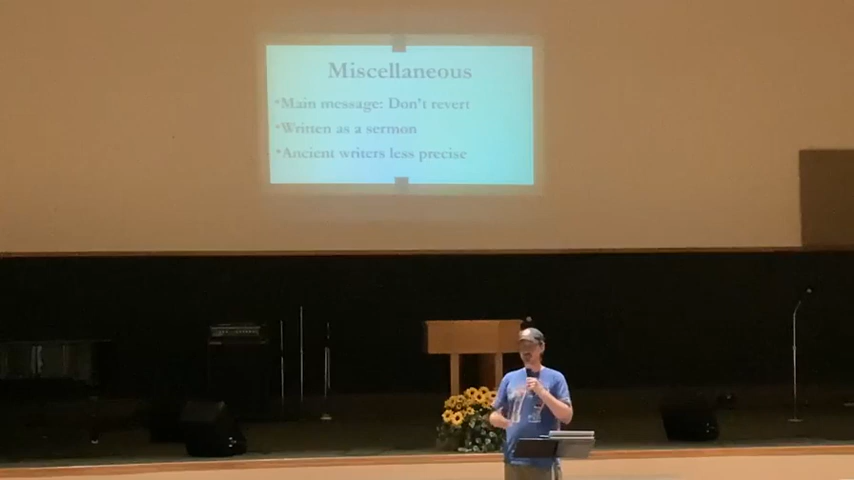 Miscellaneous
•Main message: Don't revert
•Written as a sermon
•Ancient writers less precise